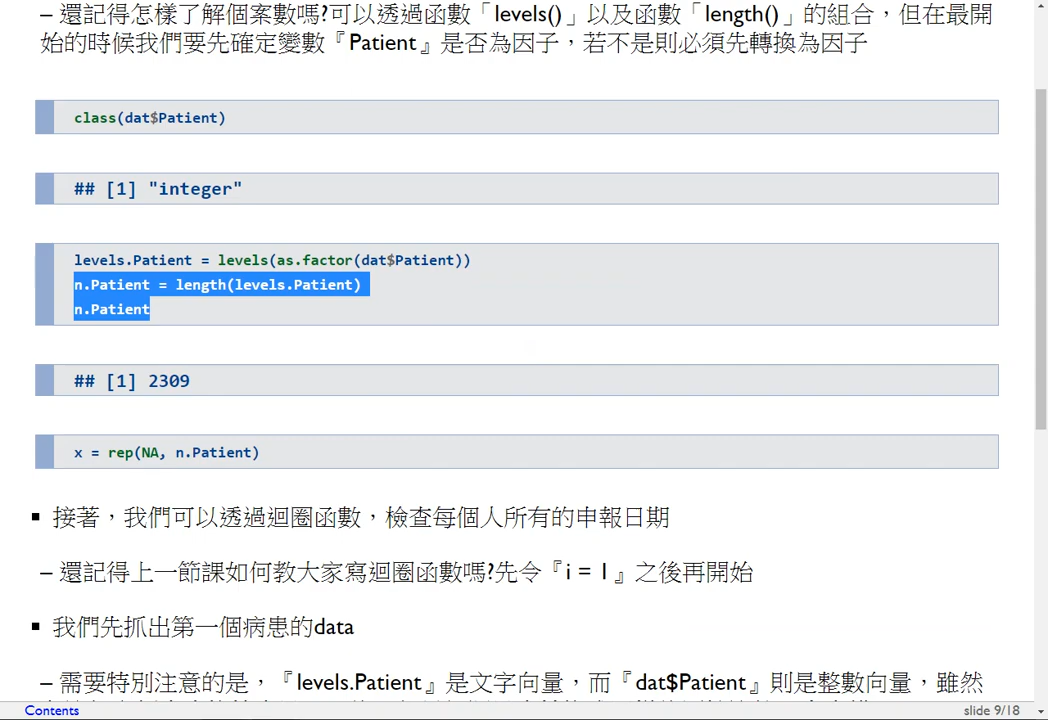 – 還記得怎樣了解個案數嗎?可以透過函數「levels()」以及函數「length()」的組合，但在最開
始的時候我們要先確定變數『Patient』是否為因子，若不是則必須先轉換為因子
class(dat$Patient)
## [1] "integer"
levels.Patient = levels(as.factor(dat$Patient))
n.Patient = length(levels.Patient)
n.Patient
## [1] 2309
x = rep(NA, n.Patient)
▪ 接著，我們可以透過迴圈函數，檢查每個人所有的申報日期
– 還記得上一節課如何教大家寫迴圈函數嗎?先令『i = 1』之後再開始
▪ 我們先抓出第一個病患的data
– 需要特別注意的是，『levels.Patient』是文字向量，而『dat$Patient』則是整數向量，雖然
Contents
slide 9/18